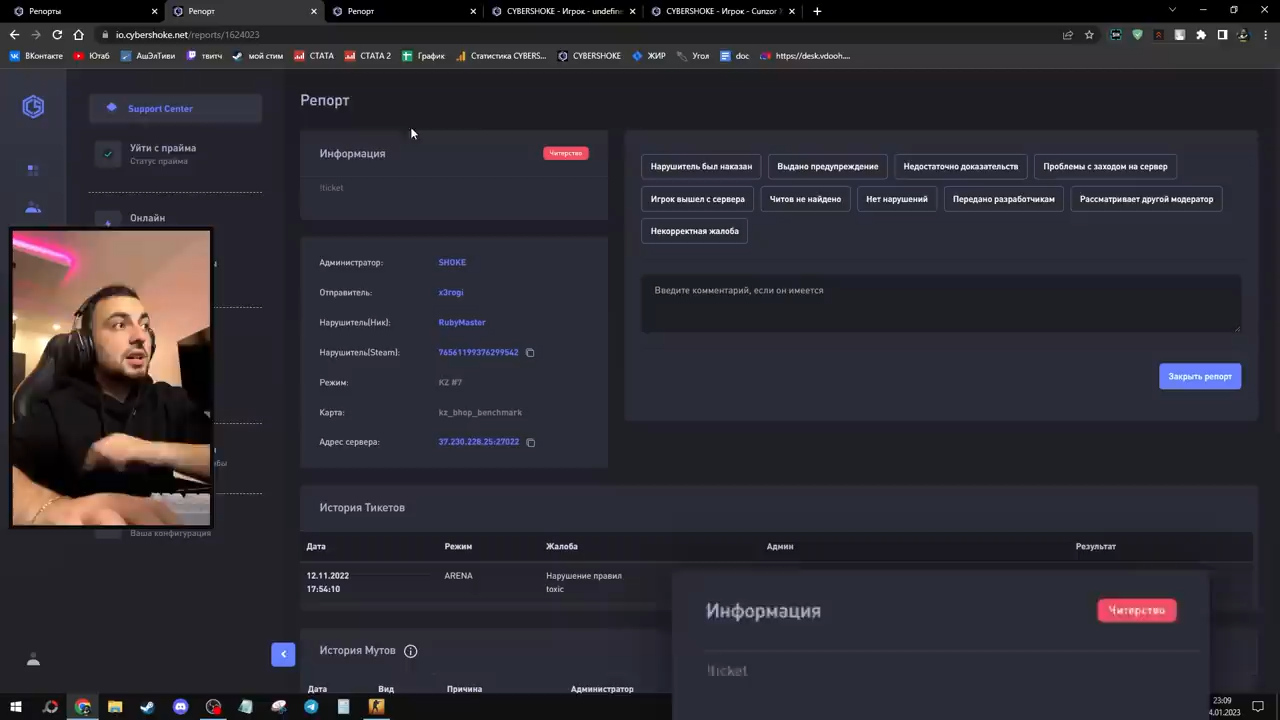 Репорты
Репорт
Репорт
CYBERSHOKE - Игрок - undefine
CYBERSHOKE - Игрок - Cunzor
io.cybershoke.net/reports/1624023
ВКонтакте
Ютаб
АшЭлТиви
твитч
мой стим
СТАТА
СТАТА 2
График
Статистика CYBERS...
CYBERSHOKE
ЖИР
Угол
doc
https://desk.vdooh...
Support Center
Уйти с прайма
Статус прайма
Онлайн
Ваша конфигурация
Репорт
Информация
Читерство
!ticket
Администратор: SHOKE
Отправитель: x3rogi
Нарушитель(Ник): RubyMaster
Нарушитель(Steam): 76561199376299542
Режим: KZ #7
Карта: kz_bhop_benchmark
Адрес сервера: 37.230.228.25:27022
Нарушитель был наказан
Выдано предупреждение
Недостаточно доказательств
Проблемы с заходом на сервер
Игрок вышел с сервера
Читов не найдено
Нет нарушений
Передано разработчикам
Рассматривает другой модератор
Некорректная жалоба
Введите комментарий, если он имеется
Закрыть репорт
История Тикетов
Дата Режим Жалоба Админ Результат
12.11.2022 ARENA Нарушение правил
17:54:10 toxic
История Мутов
Дата Вид Причина Администратор
Информация
Читерство
!ticket
23:09
4.01.2023